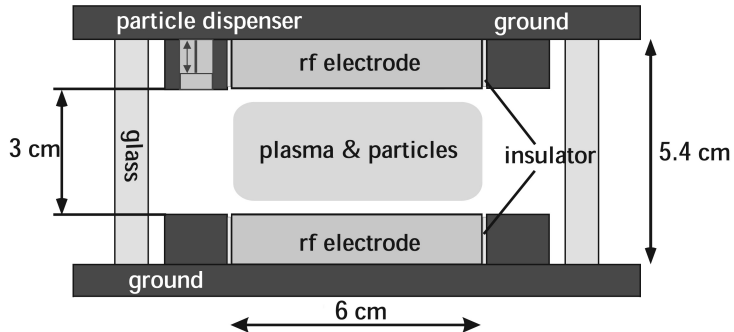 particle dispenser
ground
rf electrode
3 cm
glass
plasma & particles
insulator
5.4 cm
rf electrode
ground
6 cm